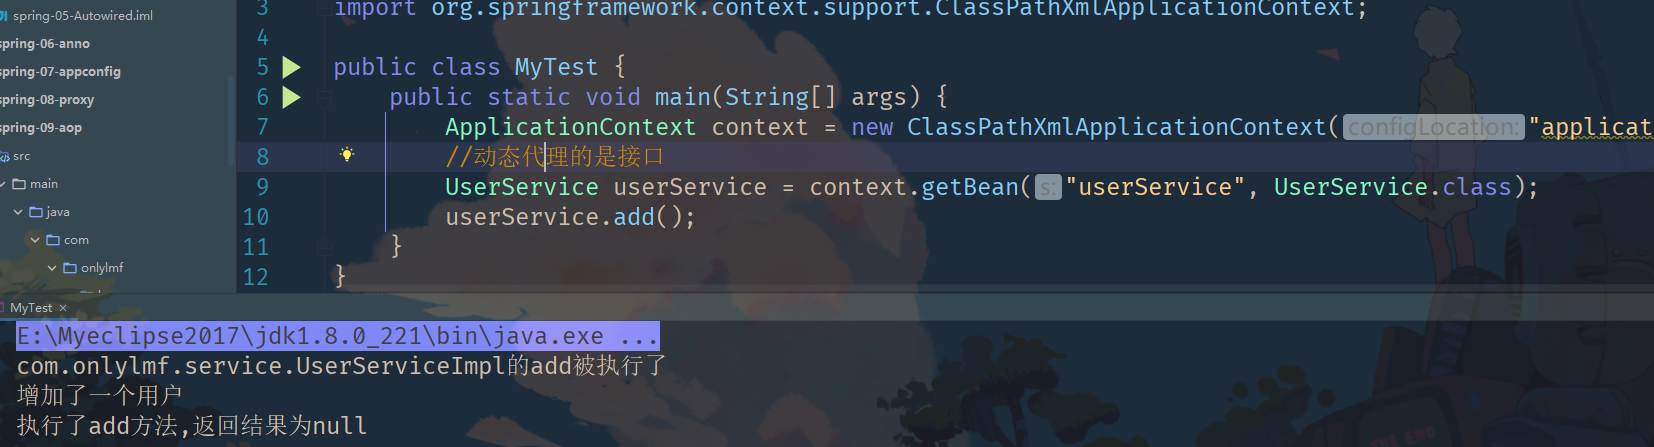 spring-05-Autowired.iml
spring-06-anno
spring-07-appconfig
spring-08-proxy
spring-09-aop
src
main
java
com
onlylmf
3 import org.springframework.context.support.ClassPathXmlApplicationContext;
4
5 public class MyTest {
6 public static void main(String[] args) {
7 ApplicationContext context = new ClassPathXmlApplicationContext( configLocation: "applicat
8 //动态代理的是接口
9 UserService userService = context.getBean( s: "userService", UserService.class);
10 userService.add();
11 }
12 }
MyTest ×
E:\Myeclipse2017\jdk1.8.0_221\bin\java.exe ...
com.onlylmf.service.UserServiceImpl的add被执行了
增加了一个用户
执行了add方法,返回结果为null